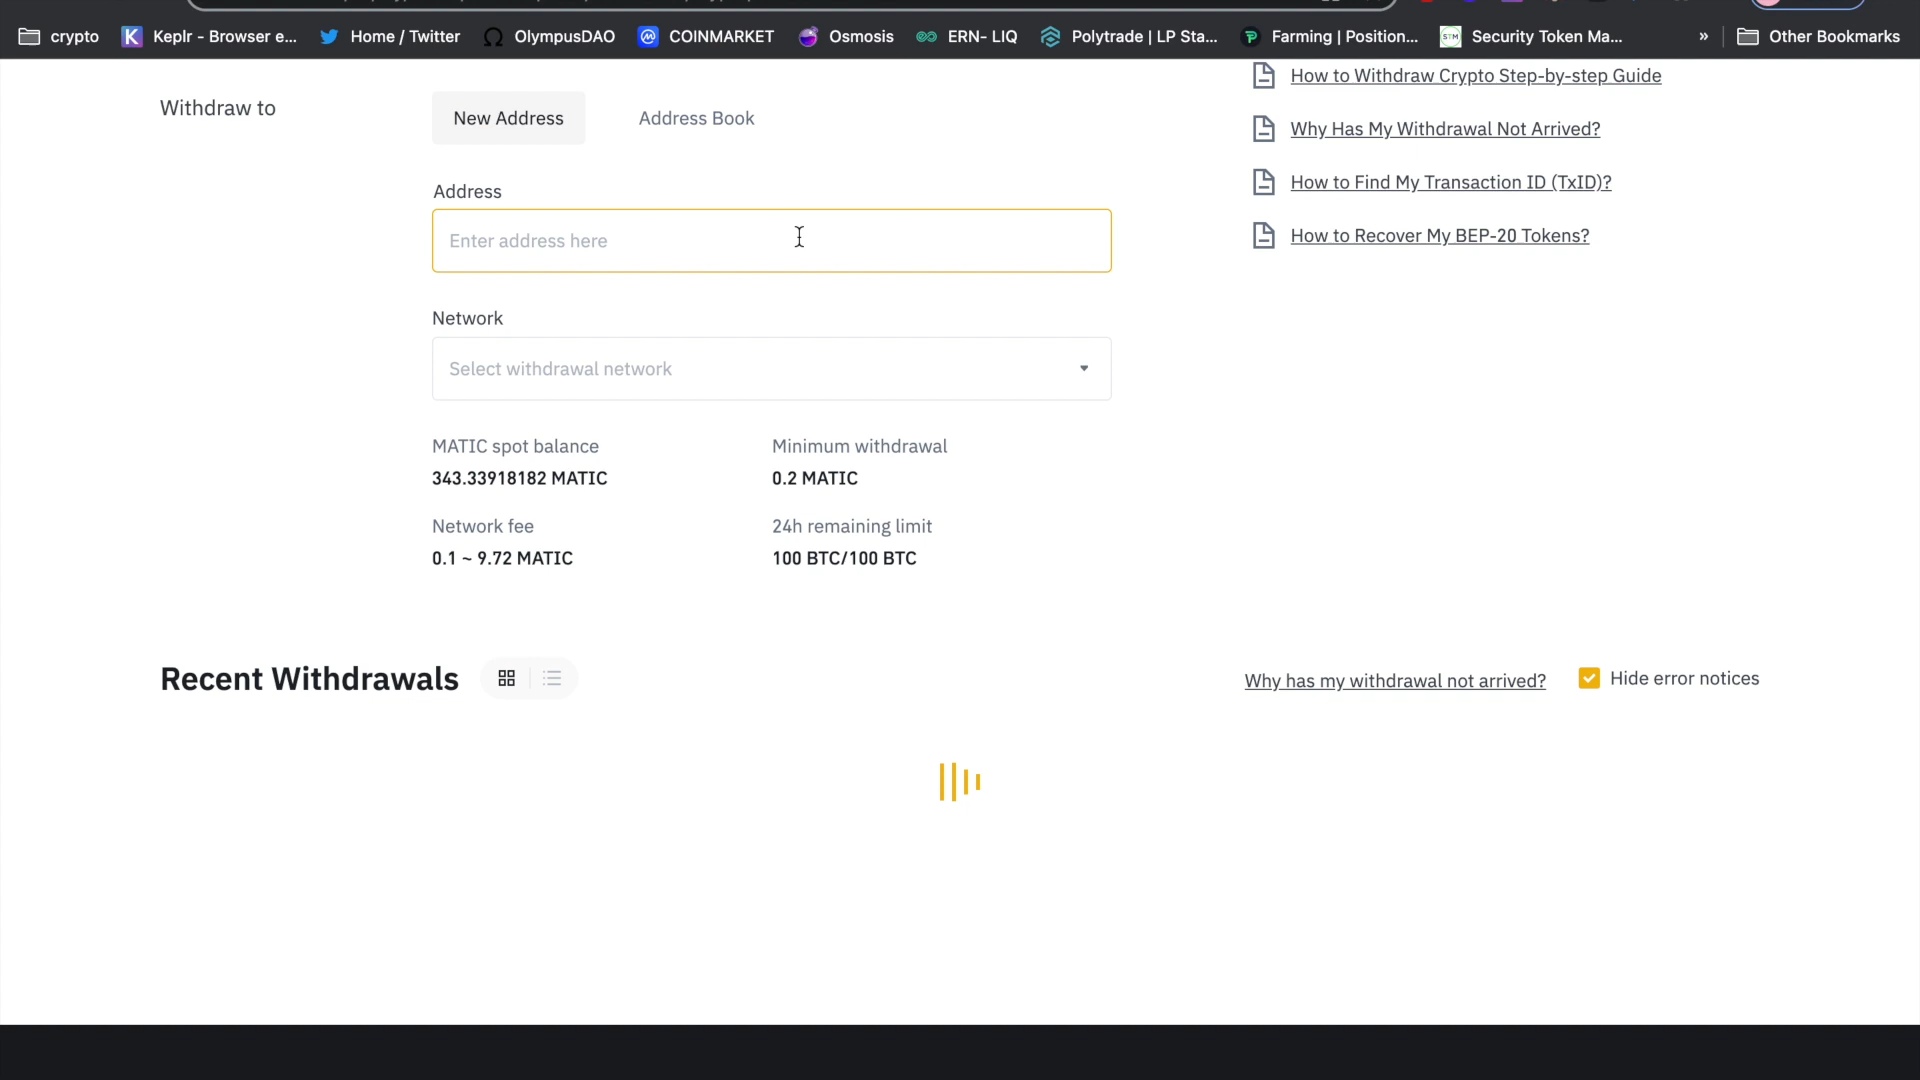 crypto Keplr - Browser e... Home / Twitter OlympusDAO COINMARKET Osmosis ERN- LIQ Polytrade | LP Sta... Farming | Position... STM Security Token Ma... » Other Bookmarks
How to Withdraw Crypto Step-by-step Guide
Withdraw to
New Address Address Book
Why Has My Withdrawal Not Arrived?
Address
How to Find My Transaction ID (TxID)?
Enter address here
How to Recover My BEP-20 Tokens?
Network
Select withdrawal network
MATIC spot balance Minimum withdrawal
343.33918182 MATIC 0.2 MATIC
Network fee 24h remaining limit
0.1 ~ 9.72 MATIC 100 BTC/100 BTC
Recent Withdrawals Why has my withdrawal not arrived? Hide error notices